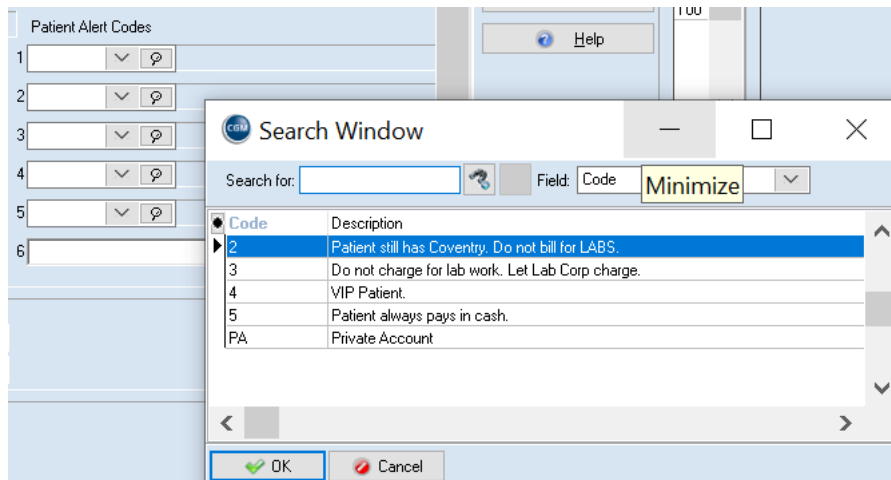 Patient Alert Codes
Help
1
2
CGM Search Window
3
4
Search for: Field: Code
Minimize
5
Code Description
6
2 Patient still has Coventry. Do not bill for LABS.
3 Do not charge for lab work. Let Lab Corp charge.
4 VIP Patient.
5 Patient always pays in cash.
PA Private Account
OK Cancel